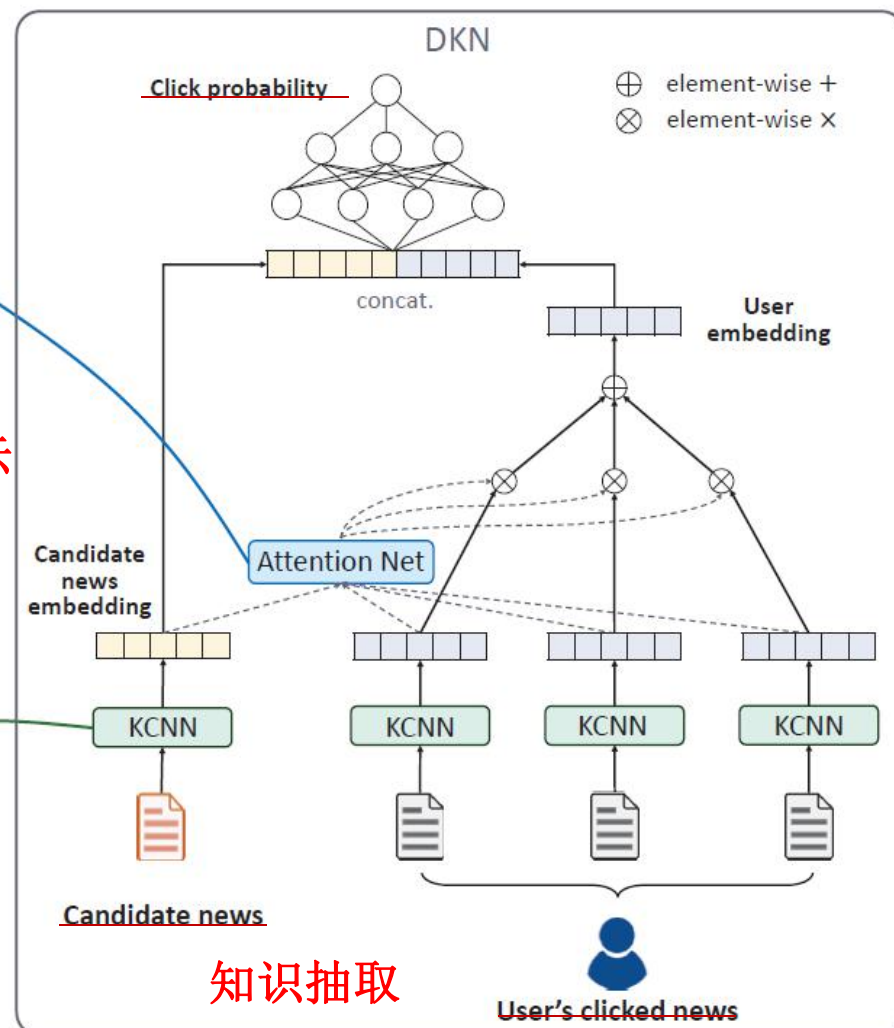 DKN
Click probability
⊕ element-wise +
⊗ element-wise ×
concat.
User
embedding
Attention Net
Candidate
news
embedding
KCNN
KCNN
KCNN
KCNN
Candidate news
知识抽取
User's clicked news